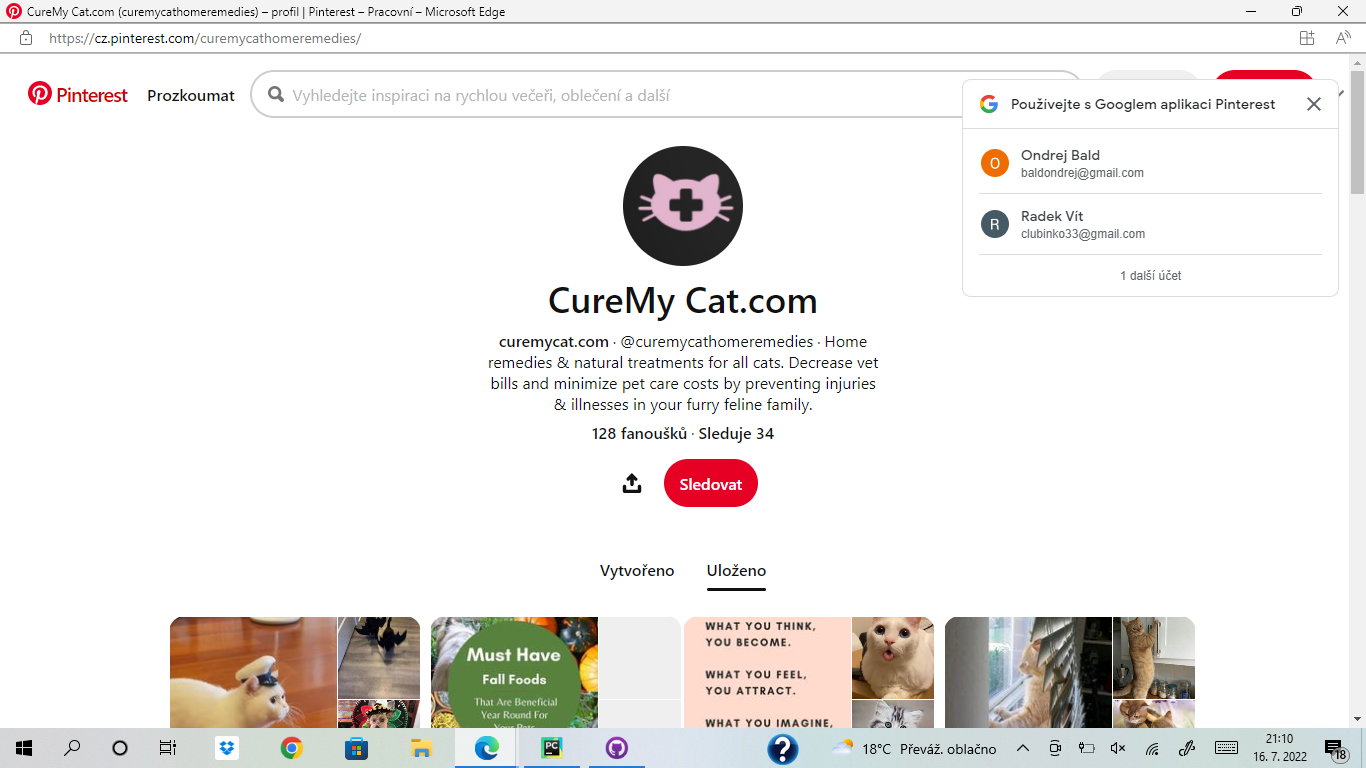 CureMy Cat.com (curemycathomeremedies) – profil | Pinterest – Pracovní – Microsoft Edge
https://cz.pinterest.com/curemycathomeremedies/
Pinterest
Prozkoumat
Vyhledejte inspiraci na rychlou večeři, oblečení a další
Používejte s Googlem aplikaci Pinterest
O
Ondrej Bald
baldondrej@gmail.com
R
Radek Vít
clubinko33@gmail.com
1 další účet
CureMy Cat.com
curemycat.com · @curemycathomeremedies · Home
remedies & natural treatments for all cats. Decrease vet
bills and minimize pet care costs by preventing injuries
& illnesses in your furry feline family.
128 fanoušků · Sleduje 34
Sledovat
Vytvořeno
Uloženo
Must Have
Fall Foods
That Are Beneficial
Year Round For
Your Pets
WHAT YOU THINK,
YOU BECOME.
WHAT YOU FEEL,
YOU ATTRACT.
WHAT YOU IMAGINE,
PC
?
18°C Převáž. oblačno
21:10
16. 7. 2022
18